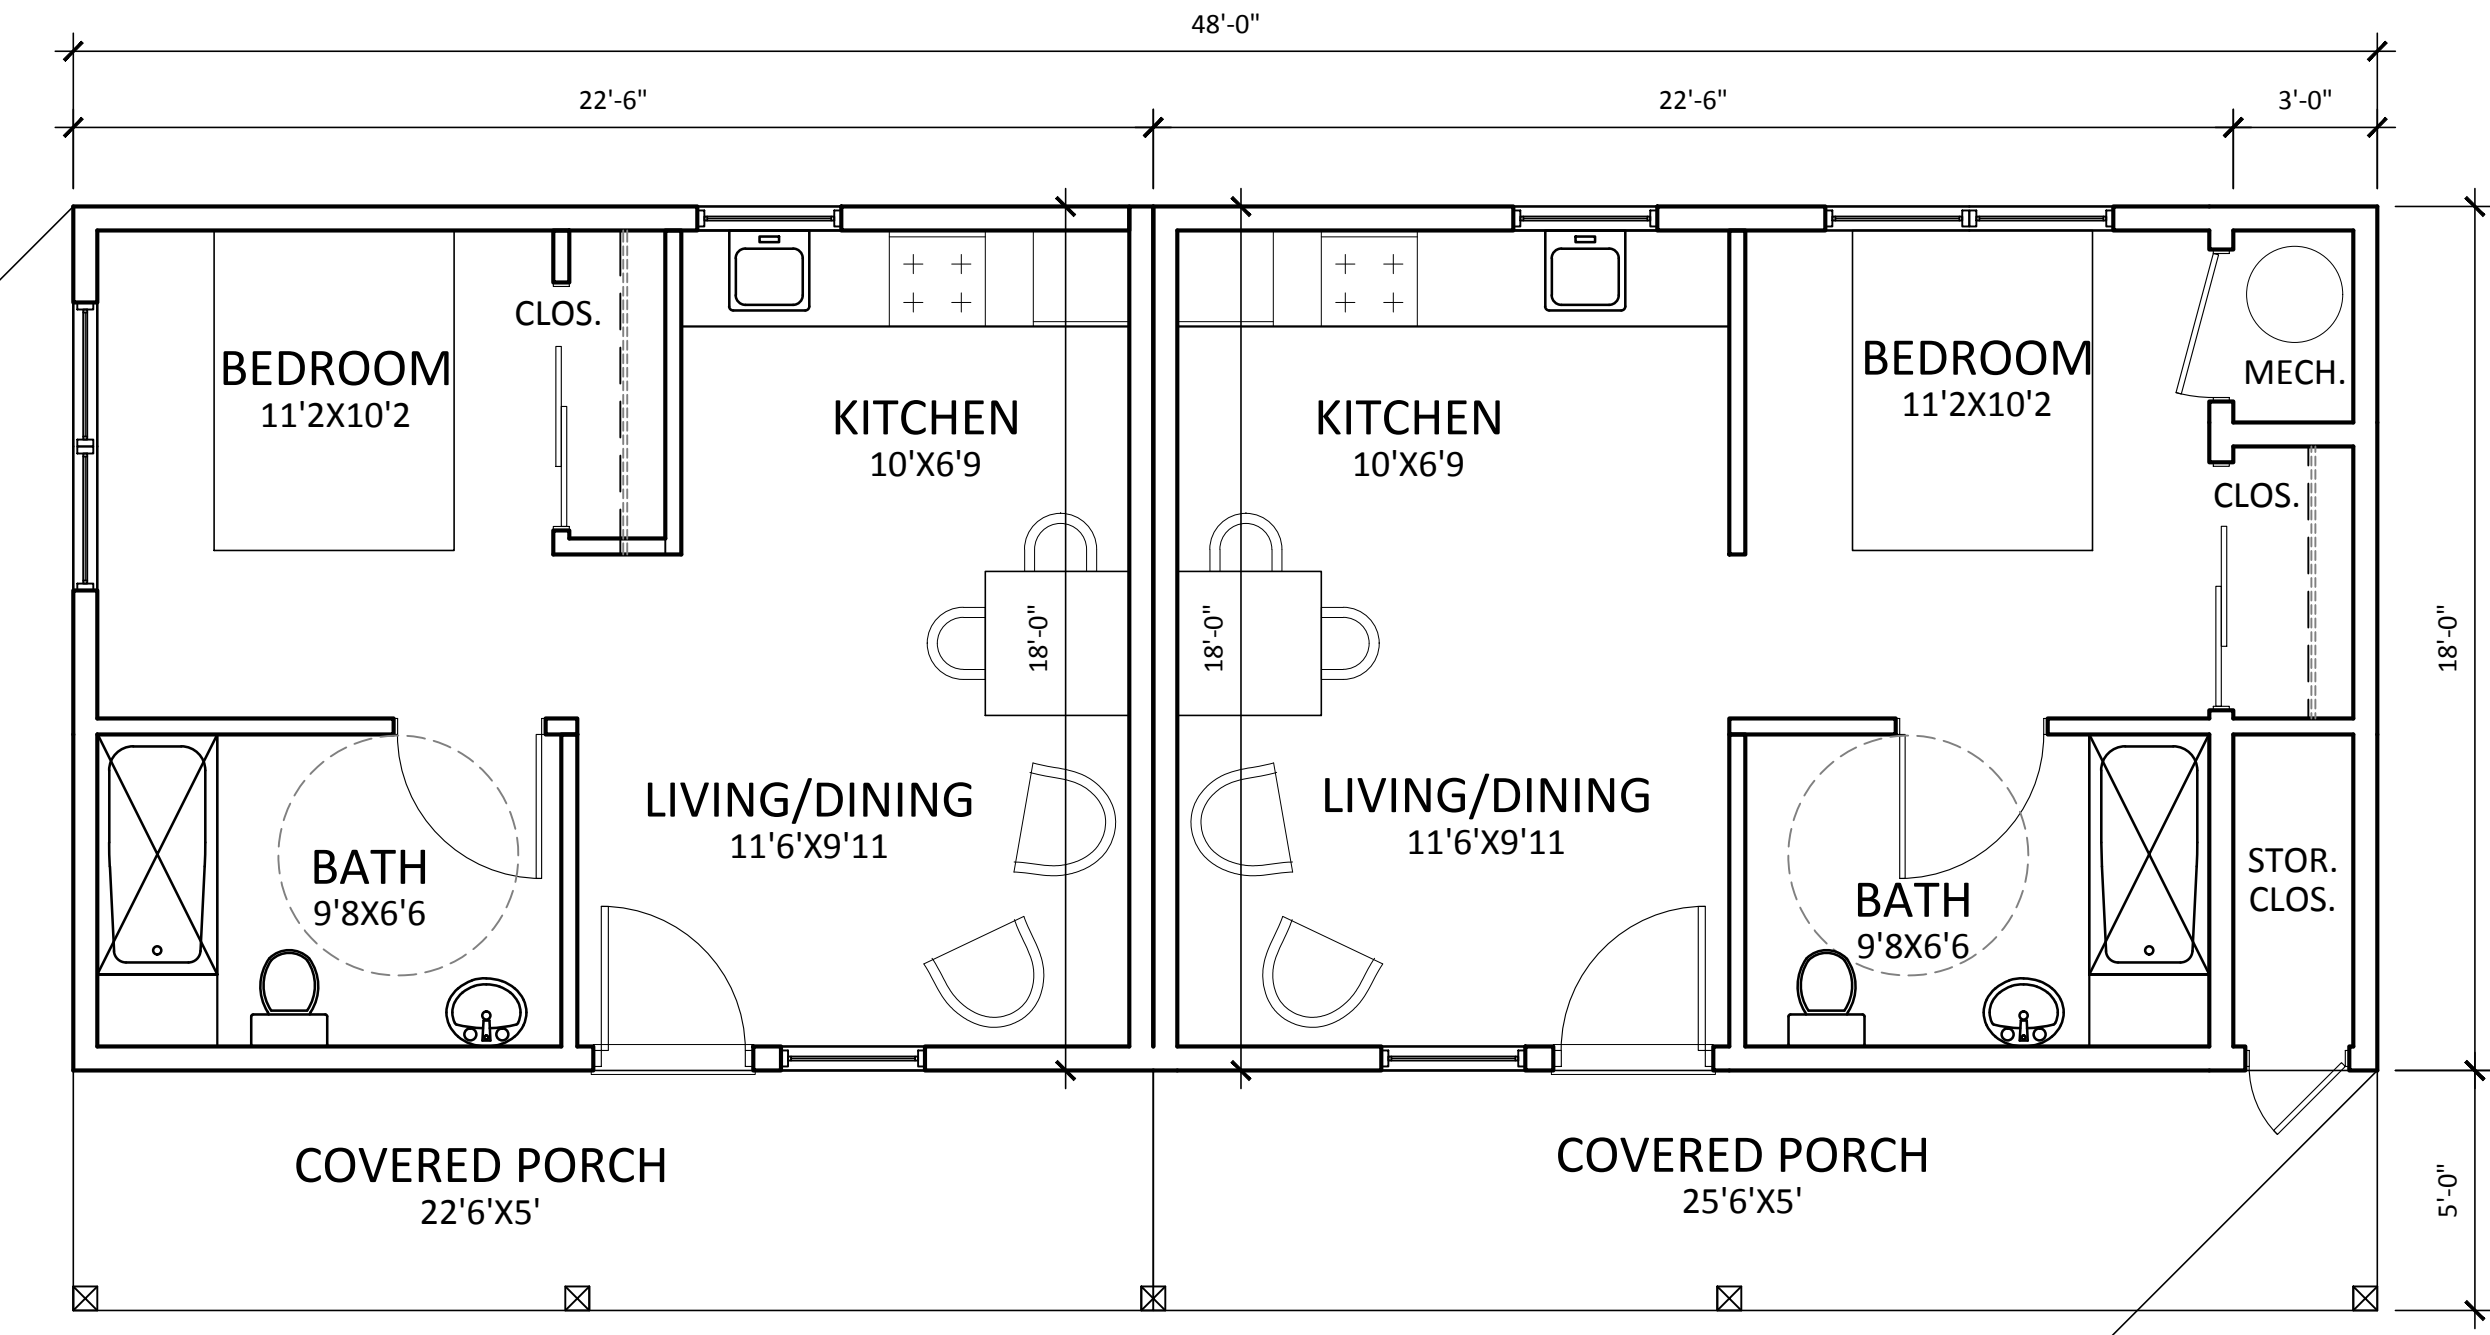 48'-0"
22'-6"
22'-6"
3'-0"
CLOS.
BEDROOM
11'2X10'2
KITCHEN
10'X6'9
KITCHEN
10'X6'9
BEDROOM
11'2X10'2
MECH.
CLOS.
18'-0"
18'-0"
18'-0"
LIVING/DINING
11'6'X9'11
LIVING/DINING
11'6'X9'11
BATH
9'8X6'6
BATH
9'8X6'6
STOR.
CLOS.
COVERED PORCH
22'6'X5'
COVERED PORCH
25'6'X5'
5'-0"